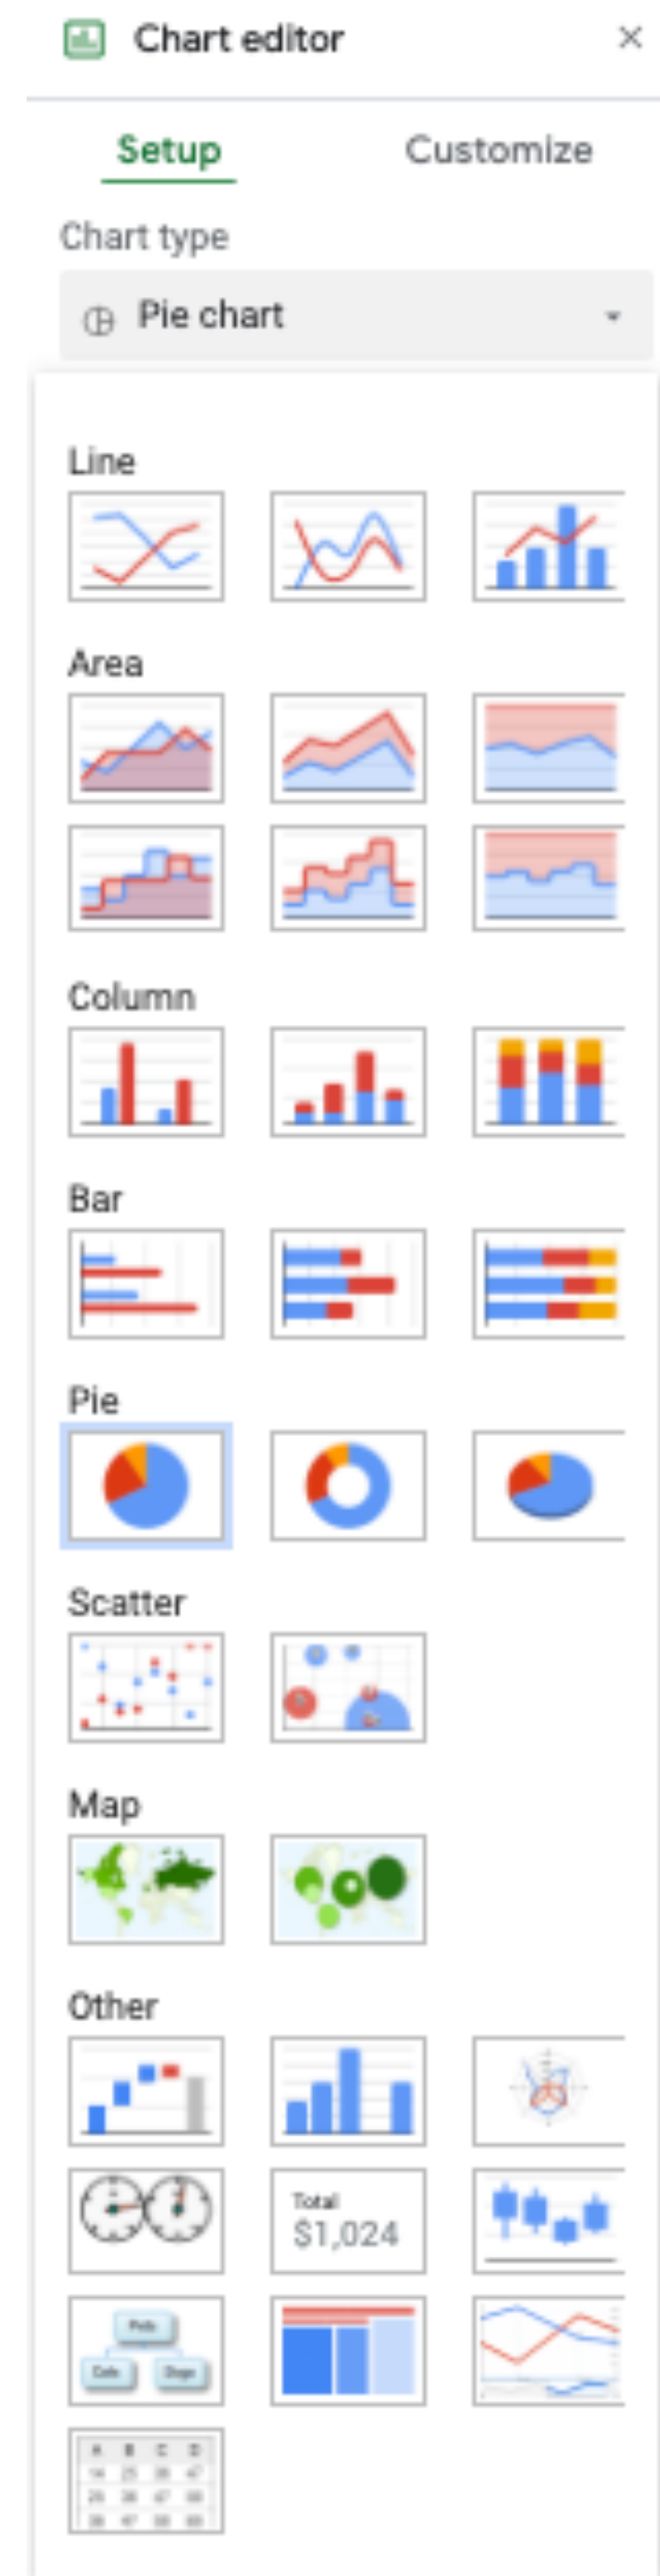 Chart editor
Setup Customize
Chart type
Pie chart
Line
Area
Column
Bar
Pie
Scatter
Map
Other
Total
$1,024
A B C D